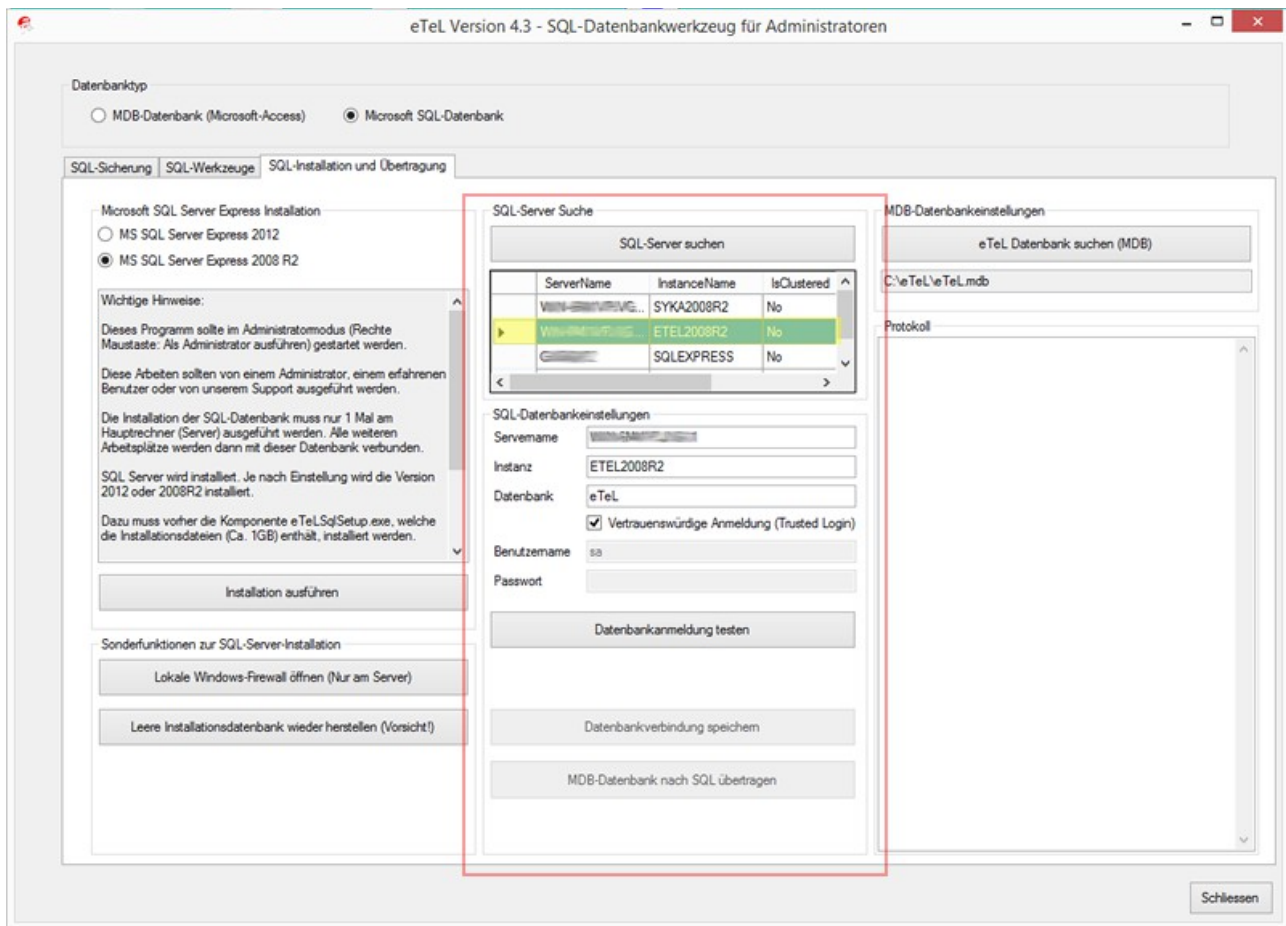 eTeL Version 4.3 - SQL-Datenbankwerkzeug für Administratoren
Datenbanktyp
MDB-Datenbank (Microsoft-Access)
Microsoft SQL-Datenbank
SQL-Sicherung
SQL-Werkzeuge
SQL-Installation und Übertragung
Microsoft SQL Server Express Installation
MS SQL Server Express 2012
MS SQL Server Express 2008 R2
Wichtige Hinweise:
Dieses Programm sollte im Administratormodus (Rechte
Maustaste: Als Administrator ausführen) gestartet werden.
Diese Arbeiten sollten von einem Administrator, einem erfahrenen
Benutzer oder von unserem Support ausgeführt werden.
Die Installation der SQL-Datenbank muss nur 1 Mal am
Hauptrechner (Server) ausgeführt werden. Alle weiteren
Arbeitsplätze werden dann mit dieser Datenbank verbunden.
SQL Server wird installiert. Je nach Einstellung wird die Version
2012 oder 2008R2 installiert.
Dazu muss vorher die Komponente eTeLSqlSetup.exe, welche
die Installationsdateien (Ca. 1GB) enthält, installiert werden.
Installation ausführen
Sonderfunktionen zur SQL-Server-Installation
Lokale Windows-Firewall öffnen (Nur am Server)
Leere Installationsdatenbank wieder herstellen (Vorsicht!)
SQL-Server Suche
SQL-Server suchen
ServerName InstanceName IsClustered
SYKA2008R2 No
ETEL2008R2 No
SQLEXPRESS No
SQL-Datenbankeinstellungen
Servername
Instanz ETEL2008R2
Datenbank eTeL
Vertrauenswürdige Anmeldung (Trusted Login)
Benutzername sa
Passwort
Datenbankanmeldung testen
Datenbankverbindung speichern
MDB-Datenbank nach SQL übertragen
MDB-Datenbankeinstellungen
eTeL Datenbank suchen (MDB)
C:\eTeL\eTeL.mdb
Protokoll
Schliessen